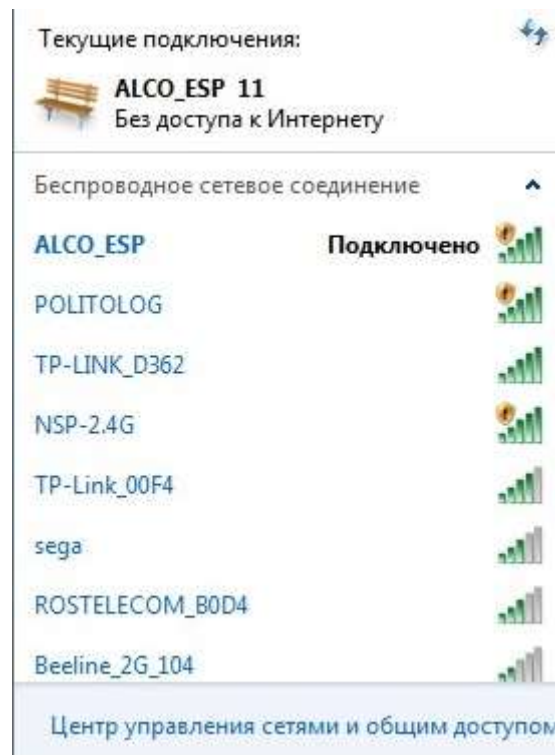 Текущие подключения:
ALCO_ESP 11
Без доступа к Интернету
Беспроводное сетевое соединение
ALCO_ESP Подключено
POLITOLOG
TP-LINK_D362
NSP-2.4G
TP-Link_00F4
sega
ROSTELECOM_B0D4
Beeline_2G_104
Центр управления сетями и общим доступом